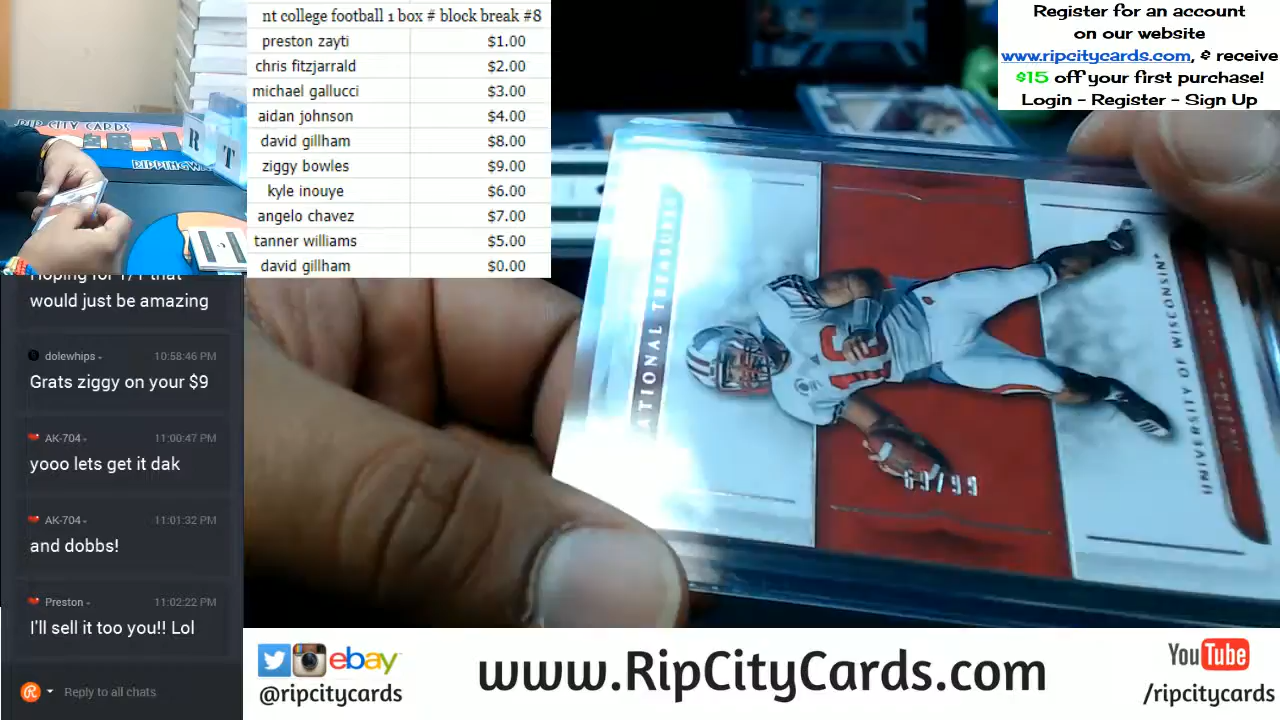 nt college football 1 box # block break #8
preston zayti $1.00
chris fitzjarrald $2.00
michael gallucci $3.00
aidan johnson $4.00
david gillham $8.00
ziggy bowles $9.00
kyle inouye $6.00
angelo chavez $7.00
tanner williams $5.00
david gillham $0.00
Register for an account
on our website
www.ripcitycards.com, & receive
$15 off your first purchase!
Login - Register - Sign Up
RIP CITY CARDS
R
T
would just be amazing
dolewhips 10:58:46 PM
Grats ziggy on your $9
AK-704 11:00:47 PM
yooo lets get it dak
AK-704 11:01:32 PM
and dobbs!
Preston 11:02:22 PM
I'll sell it too you!! Lol
Reply to all chats
NATIONAL TREASURES
69/99
UNIVERSITY OF WISCONSIN
ebay
@ripcitycards
www.RipCityCards.com
YouTube
/ripcitycards